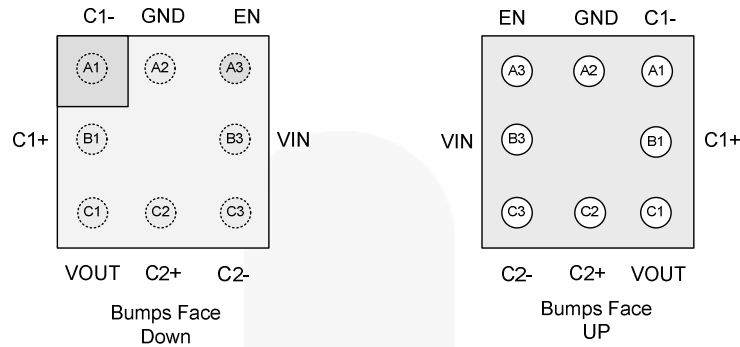 C1- GND EN
A1 A2 A3
C1+ B1 B3 VIN
C1 C2 C3
VOUT C2+ C2-
Bumps Face
Down
EN GND C1-
A3 A2 A1
VIN B3 B1 C1+
C3 C2 C1
C2- C2+ VOUT
Bumps Face
UP